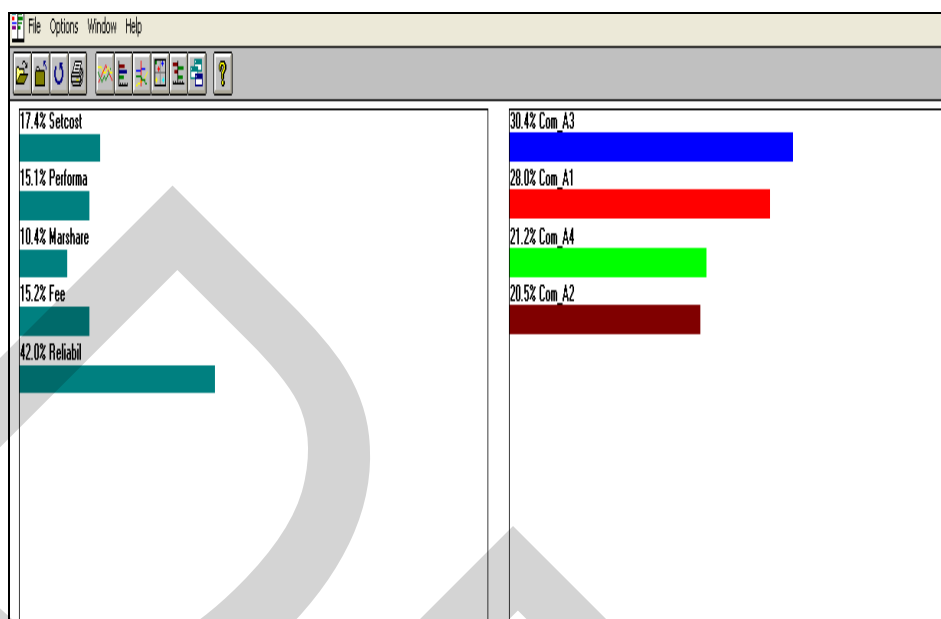 File Options Window Help
17.4% Setcost
15.1% Performa
10.4% Marshare
15.2% Fee
42.0% Reliabil
30.4% Com_A3
28.0% Com_A1
21.2% Com_A4
20.5% Com_A2